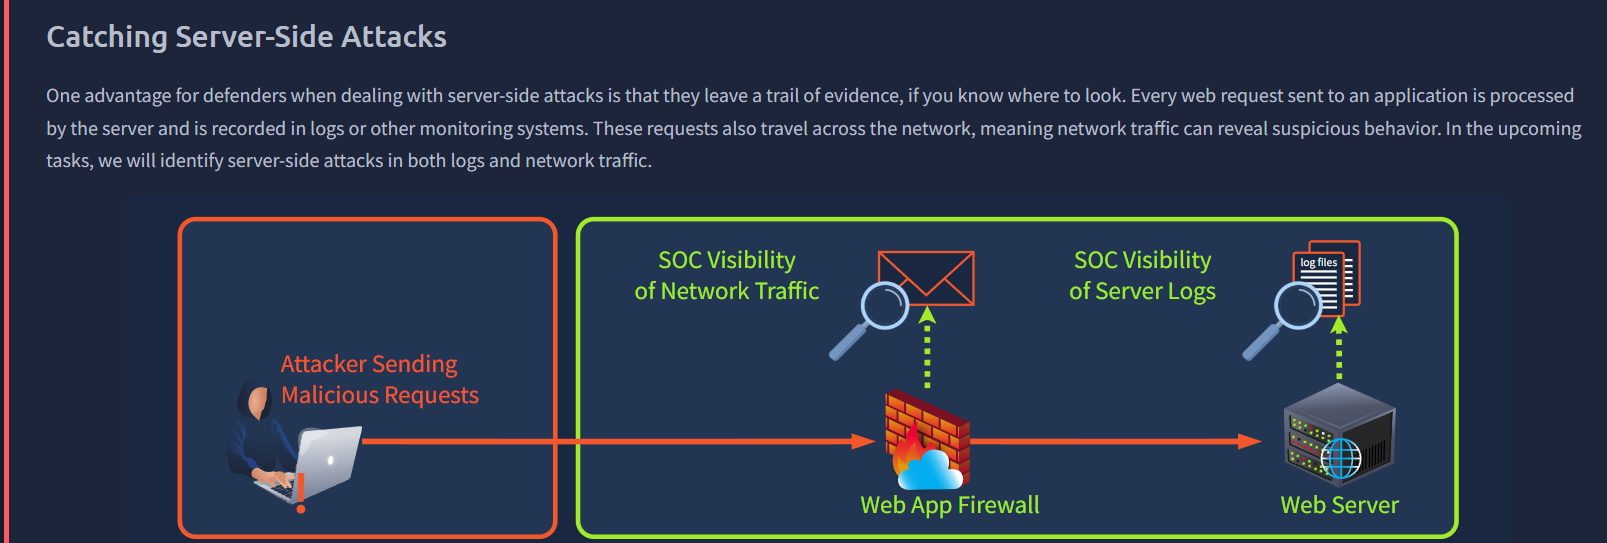 Catching Server-Side Attacks
One advantage for defenders when dealing with server-side attacks is that they leave a trail of evidence, if you know where to look. Every web request sent to an application is processed
by the server and is recorded in logs or other monitoring systems. These requests also travel across the network, meaning network traffic can reveal suspicious behavior. In the upcoming
tasks, we will identify server-side attacks in both logs and network traffic.
SOC Visibility
of Network Traffic
SOC Visibility
of Server Logs
log files
Attacker Sending
Malicious Requests
!
Web App Firewall
Web Server